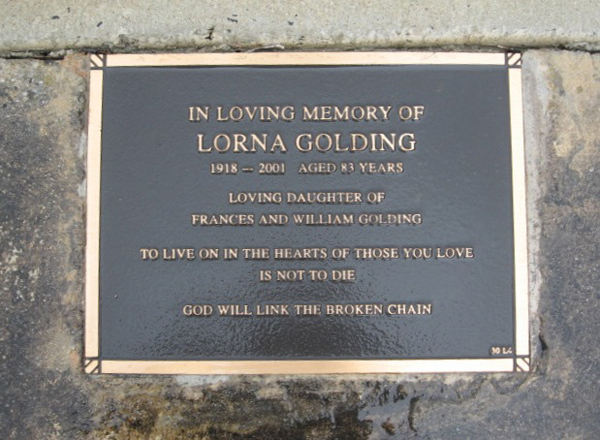 IN LOVING MEMORY OF
LORNA GOLDING
1918 — 2001 AGED 83 YEARS
LOVING DAUGHTER OF
FRANCES AND WILLIAM GOLDING
TO LIVE ON IN THE HEARTS OF THOSE YOU LOVE
IS NOT TO DIE
GOD WILL LINK THE BROKEN CHAIN